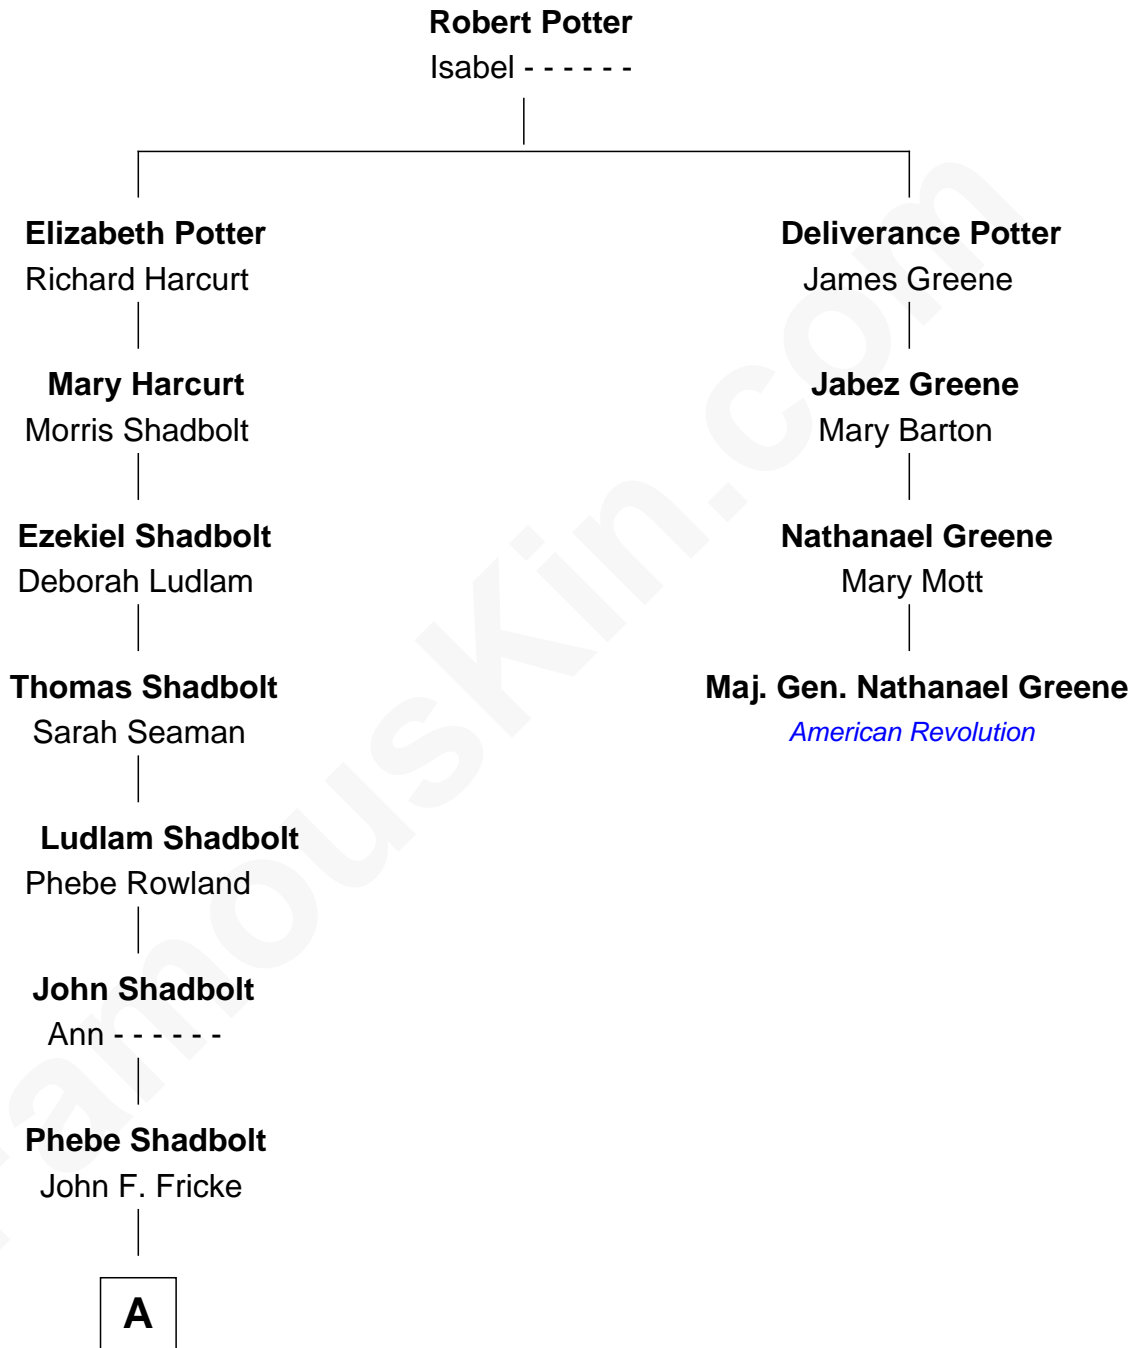 Robert Potter
Isabel - - - - - -
Elizabeth Potter
Richard Harcurt
Deliverance Potter
James Greene
Mary Harcurt
Morris Shadbolt
Jabez Greene
Mary Barton
Ezekiel Shadbolt
Deborah Ludlam
Nathanael Greene
Mary Mott
Thomas Shadbolt
Sarah Seaman
Maj. Gen. Nathanael Greene
American Revolution
Ludlam Shadbolt
Phebe Rowland
John Shadbolt
Ann - - - - - -
Phebe Shadbolt
John F. Fricke
A
FamousKin.com